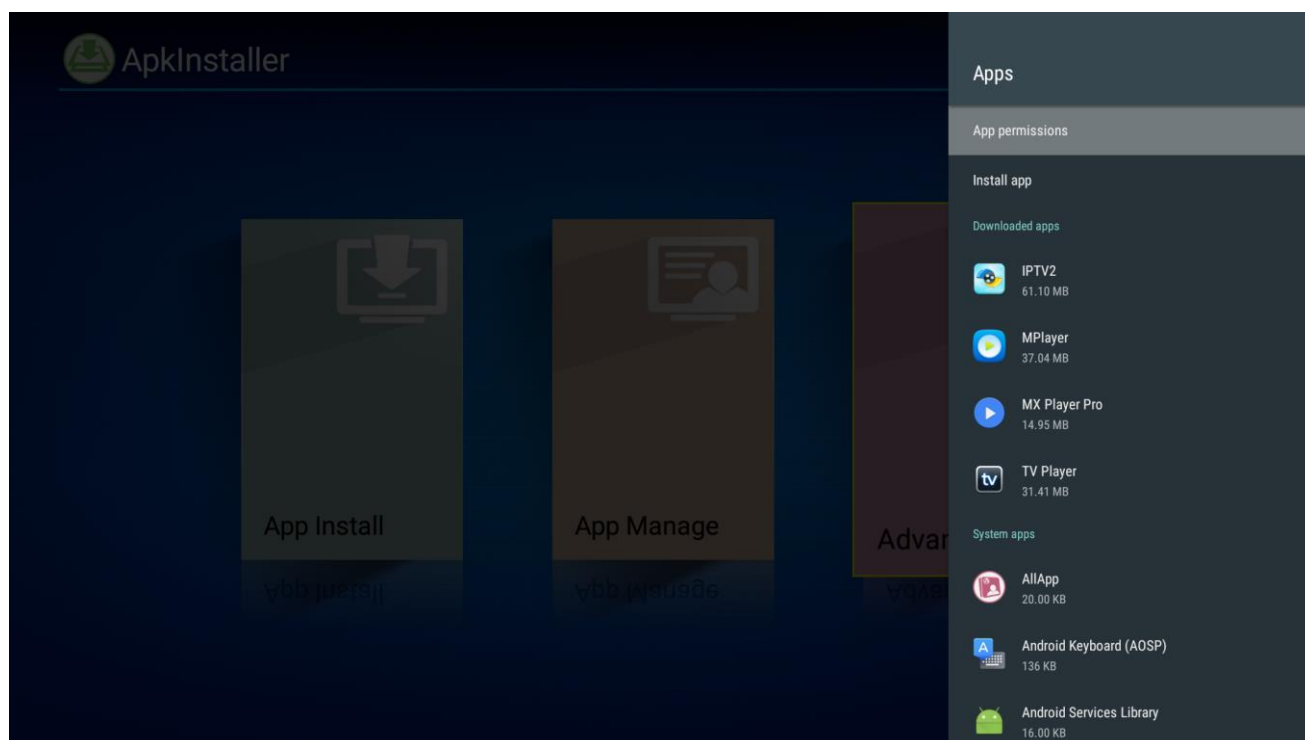 ApkInstaller
App Install
App Manage
Advan
Apps
App permissions
Install app
Downloaded apps
IPTV2
61.10 MB
MPlayer
37.04 MB
MX Player Pro
14.95 MB
TV Player
31.41 MB
System apps
AllApp
20.00 KB
Android Keyboard (AOSP)
136 KB
Android Services Library
16.00 KB